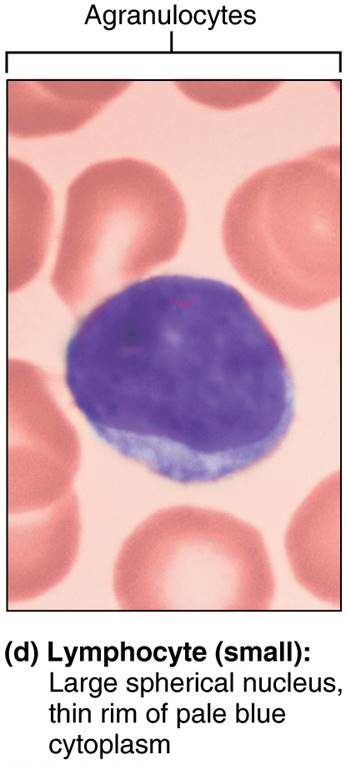 Agranulocytes
(d) Lymphocyte (small):
Large spherical nucleus,
thin rim of pale blue
cytoplasm